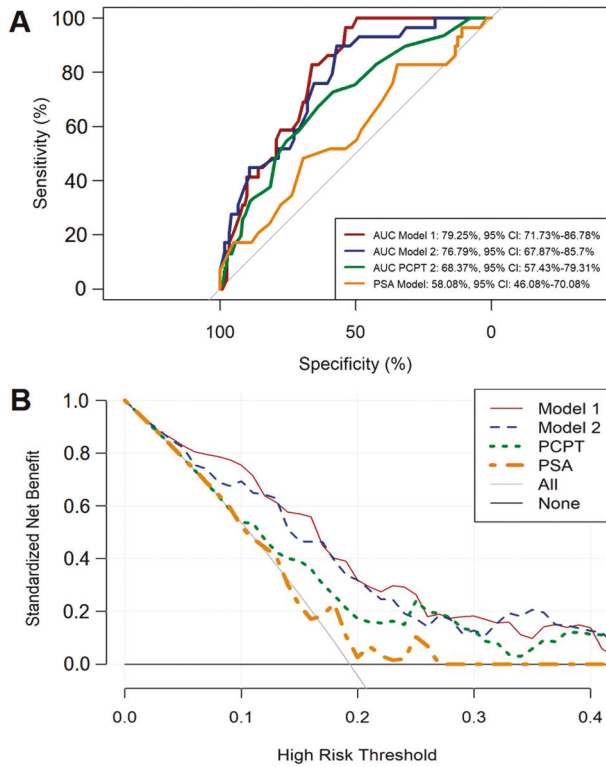 A
100
80
60
40
20
0
Sensitivity (%)
AUC Model 1: 79.25%, 95% CI: 71.73%-86.78%
AUC Model 2: 76.79%, 95% CI: 67.87%-85.7%
AUC PCPT 2: 68.37%, 95% CI: 57.43%-79.31%
PSA Model: 58.08%, 95% CI: 46.08%-70.08%
100
50
0
Specificity (%)
B
1.0
0.8
0.6
0.4
0.2
0.0
Standardized Net Benefit
Model 1
Model 2
PCPT
PSA
All
None
0.0
0.1
0.2
0.3
0.4
High Risk Threshold